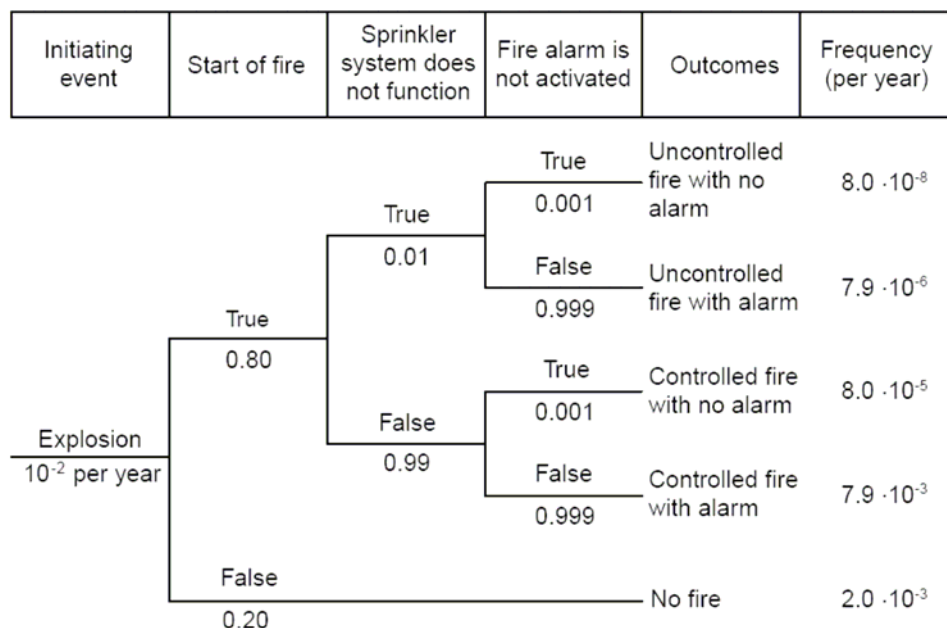 Initiating
event
Start of fire
Sprinkler
system does
not function
Fire alarm is
not activated
Outcomes
Frequency
(per year)
True
0.001
Uncontrolled
fire with no
alarm
8.0 ·10⁻⁸
True
0.01
False
0.999
Uncontrolled
fire with alarm
7.9 ·10⁻⁶
True
0.80
True
0.001
Controlled fire
with no alarm
8.0 ·10⁻⁵
False
0.99
Explosion
10⁻² per year
False
0.999
Controlled fire
with alarm
7.9 ·10⁻³
False
0.20
No fire
2.0 ·10⁻³